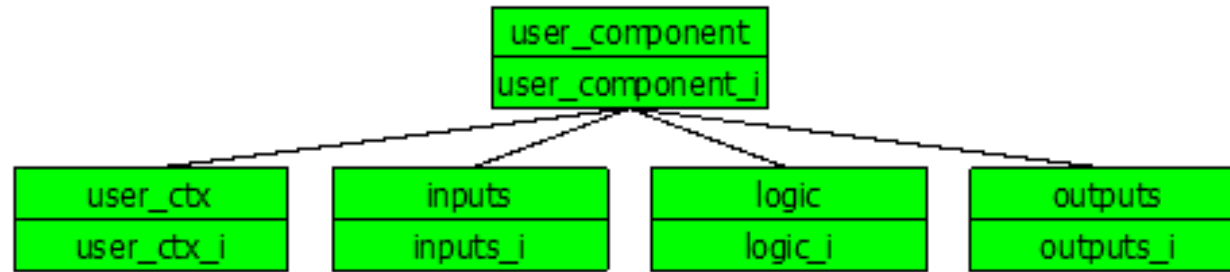 user_component
user_component_i
user_ctx
inputs
logic
outputs
user_ctx_i
inputs_i
logic_i
outputs_i